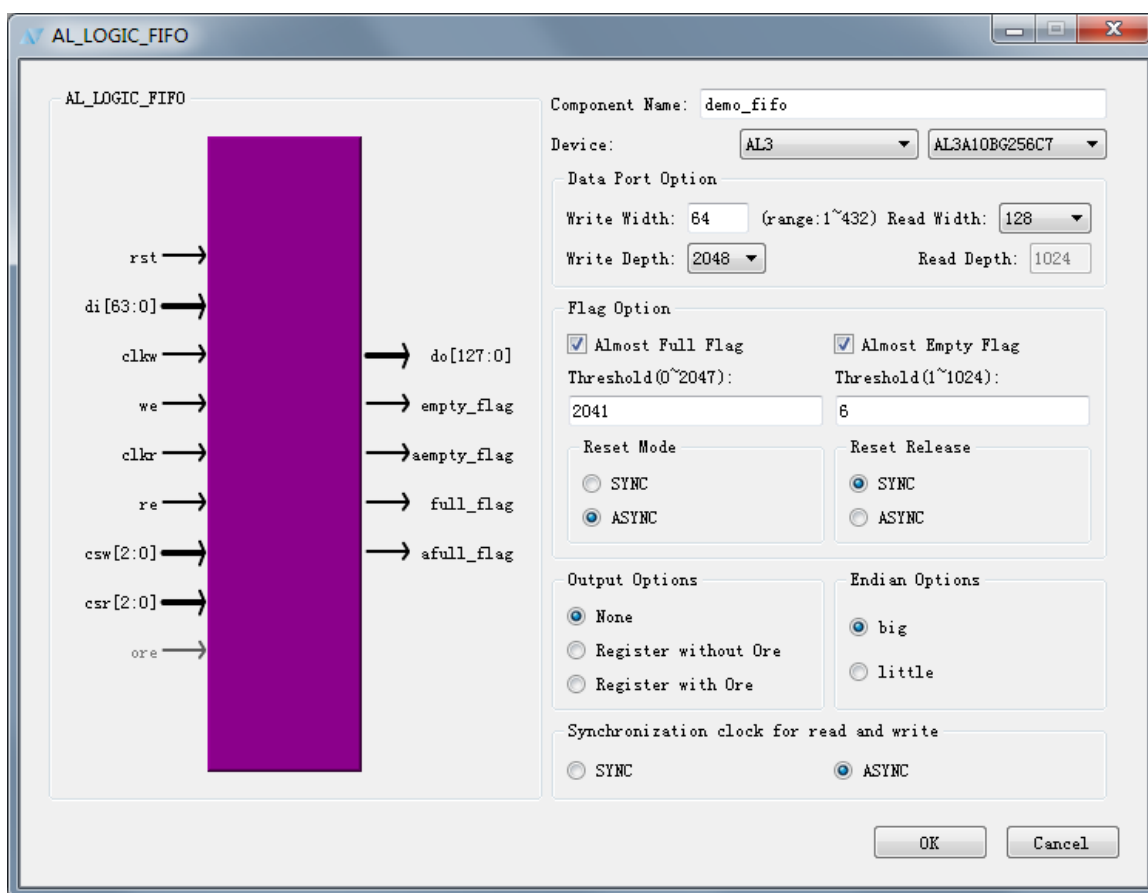 AL_LOGIC_FIFO
AL_LOGIC_FIFO
rst
di[63:0]
clkw
we
clkr
re
csw[2:0]
csr[2:0]
ore
do[127:0]
empty_flag
aempty_flag
full_flag
afull_flag
Component Name: demo_fifo
Device: AL3 AL3A10BG256C7
Data Port Option
Write Width: 64 (range:1~432) Read Width: 128
Write Depth: 2048 Read Depth: 1024
Flag Option
Almost Full Flag Almost Empty Flag
Threshold(0~2047): Threshold(1~1024):
2041 6
Reset Mode Reset Release
SYNC SYNC
ASYNC ASYNC
Output Options Endian Options
None big
Register without Ore
Register with Ore little
Synchronization clock for read and write
SYNC ASYNC
OK Cancel